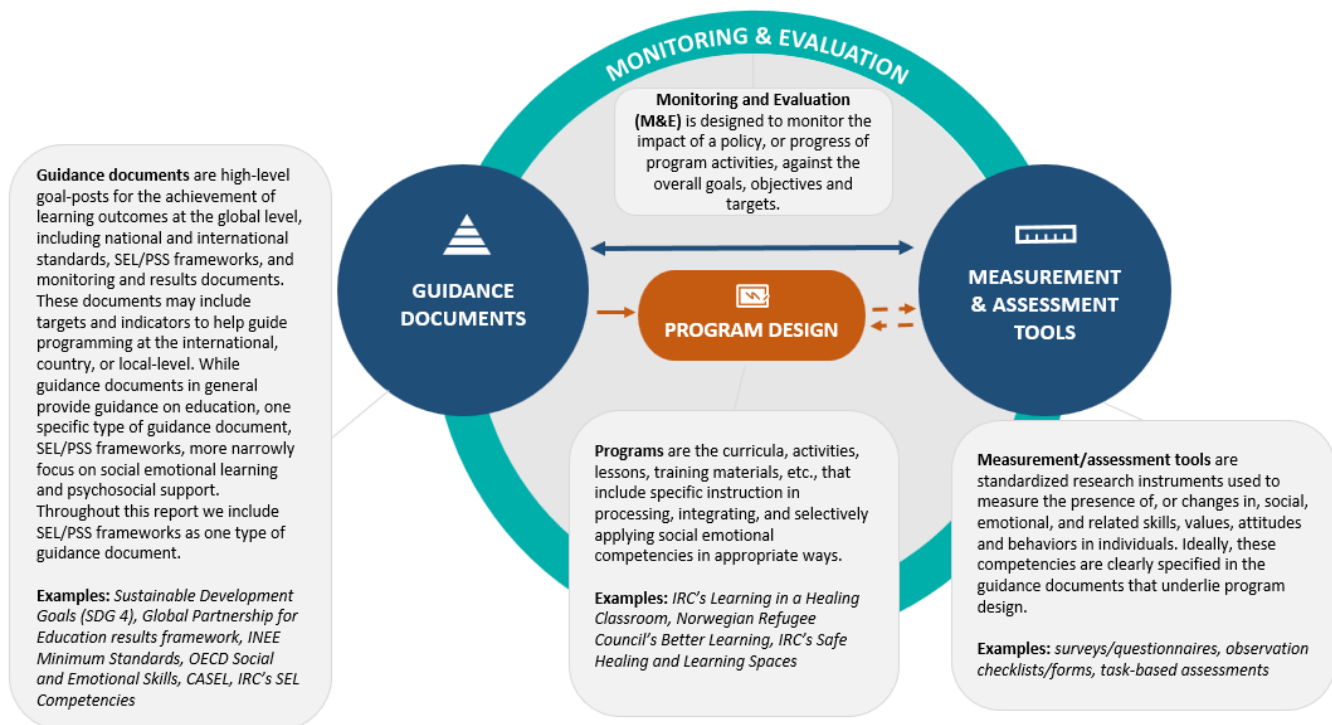 MONITORING & EVALUATION
Monitoring and Evaluation
(M&E) is designed to monitor the
impact of a policy, or progress of
program activities, against the
overall goals, objectives and
targets.
Guidance documents are high-level
goal-posts for the achievement of
learning outcomes at the global level,
including national and international
standards, SEL/PSS frameworks, and
monitoring and results documents.
These documents may include
targets and indicators to help guide
programming at the international,
country, or local-level. While
guidance documents in general
provide guidance on education, one
specific type of guidance document,
SEL/PSS frameworks, more narrowly
focus on social emotional learning
and psychosocial support.
Throughout this report we include
SEL/PSS frameworks as one type of
guidance document.
Examples: Sustainable Development
Goals (SDG 4), Global Partnership for
Education results framework, INEE
Minimum Standards, OECD Social
and Emotional Skills, CASEL, IRC's SEL
Competencies
GUIDANCE
DOCUMENTS
PROGRAM DESIGN
MEASUREMENT
& ASSESSMENT
TOOLS
Programs are the curricula, activities,
lessons, training materials, etc., that
include specific instruction in
processing, integrating, and selectively
applying social emotional
competencies in appropriate ways.
Examples: IRC's Learning in a Healing
Classroom, Norwegian Refugee
Council's Better Learning, IRC's Safe
Healing and Learning Spaces
Measurement/assessment tools are
standardized research instruments used to
measure the presence of, or changes in, social,
emotional, and related skills, values, attitudes
and behaviors in individuals. Ideally, these
competencies are clearly specified in the
guidance documents that underlie program
design.
Examples: surveys/questionnaires, observation
checklists/forms, task-based assessments